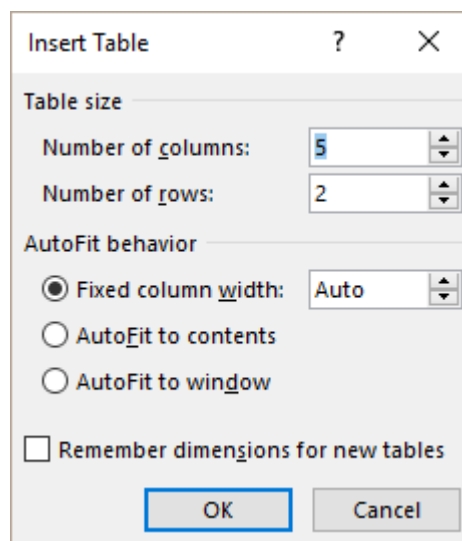 Insert Table ?
Table size
Number of columns: 5
Number of rows: 2
AutoFit behavior
Fixed column width: Auto
AutoFit to contents
AutoFit to window
Remember dimensions for new tables
OK Cancel